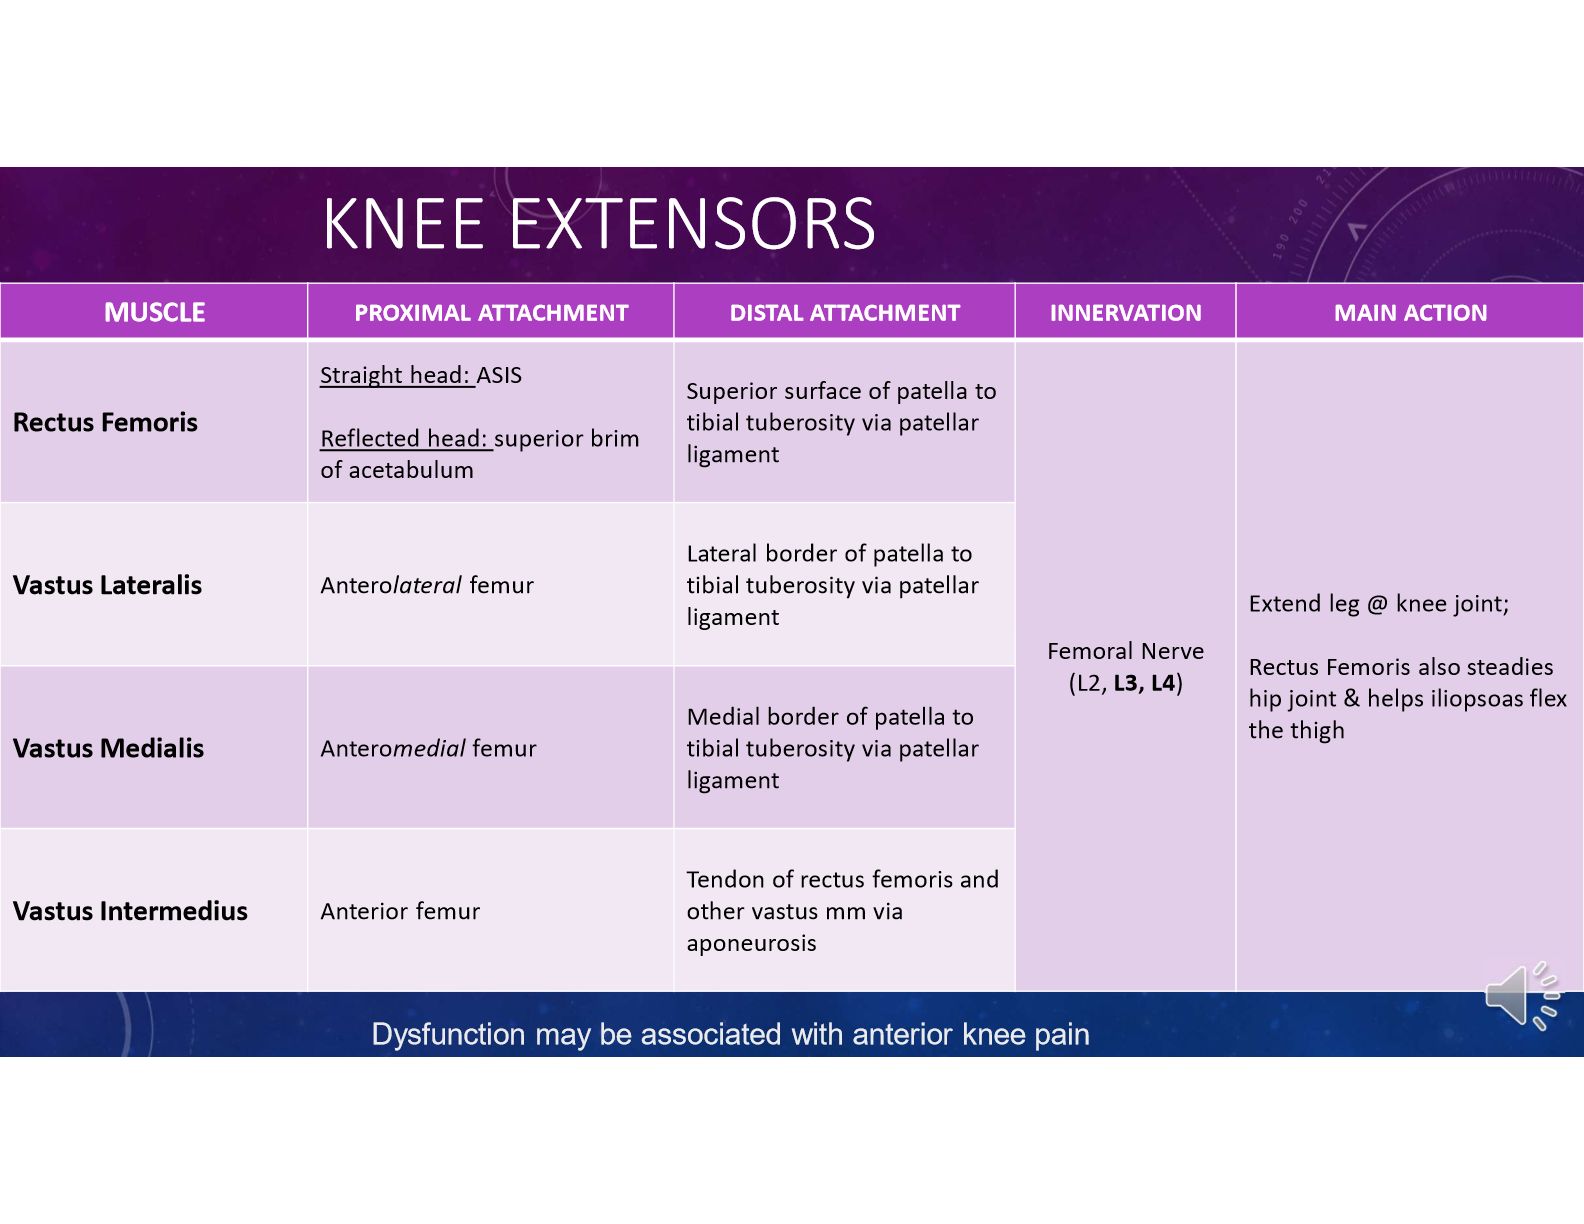 KNEE EXTENSORS
MUSCLE
PROXIMAL ATTACHMENT
DISTAL ATTACHMENT
INNERVATION
MAIN ACTION
Rectus Femoris
Straight head: ASIS
Reflected head: superior brim
of acetabulum
Superior surface of patella to
tibial tuberosity via patellar
ligament
Vastus Lateralis
Anterolateral femur
Lateral border of patella to
tibial tuberosity via patellar
ligament
Vastus Medialis
Anteromedial femur
Medial border of patella to
tibial tuberosity via patellar
ligament
Vastus Intermedius
Anterior femur
Tendon of rectus femoris and
other vastus mm via
aponeurosis
Femoral Nerve
(L2, L3, L4)
Extend leg @ knee joint;
Rectus Femoris also steadies
hip joint & helps iliopsoas flex
the thigh
Dysfunction may be associated with anterior knee pain
190 200